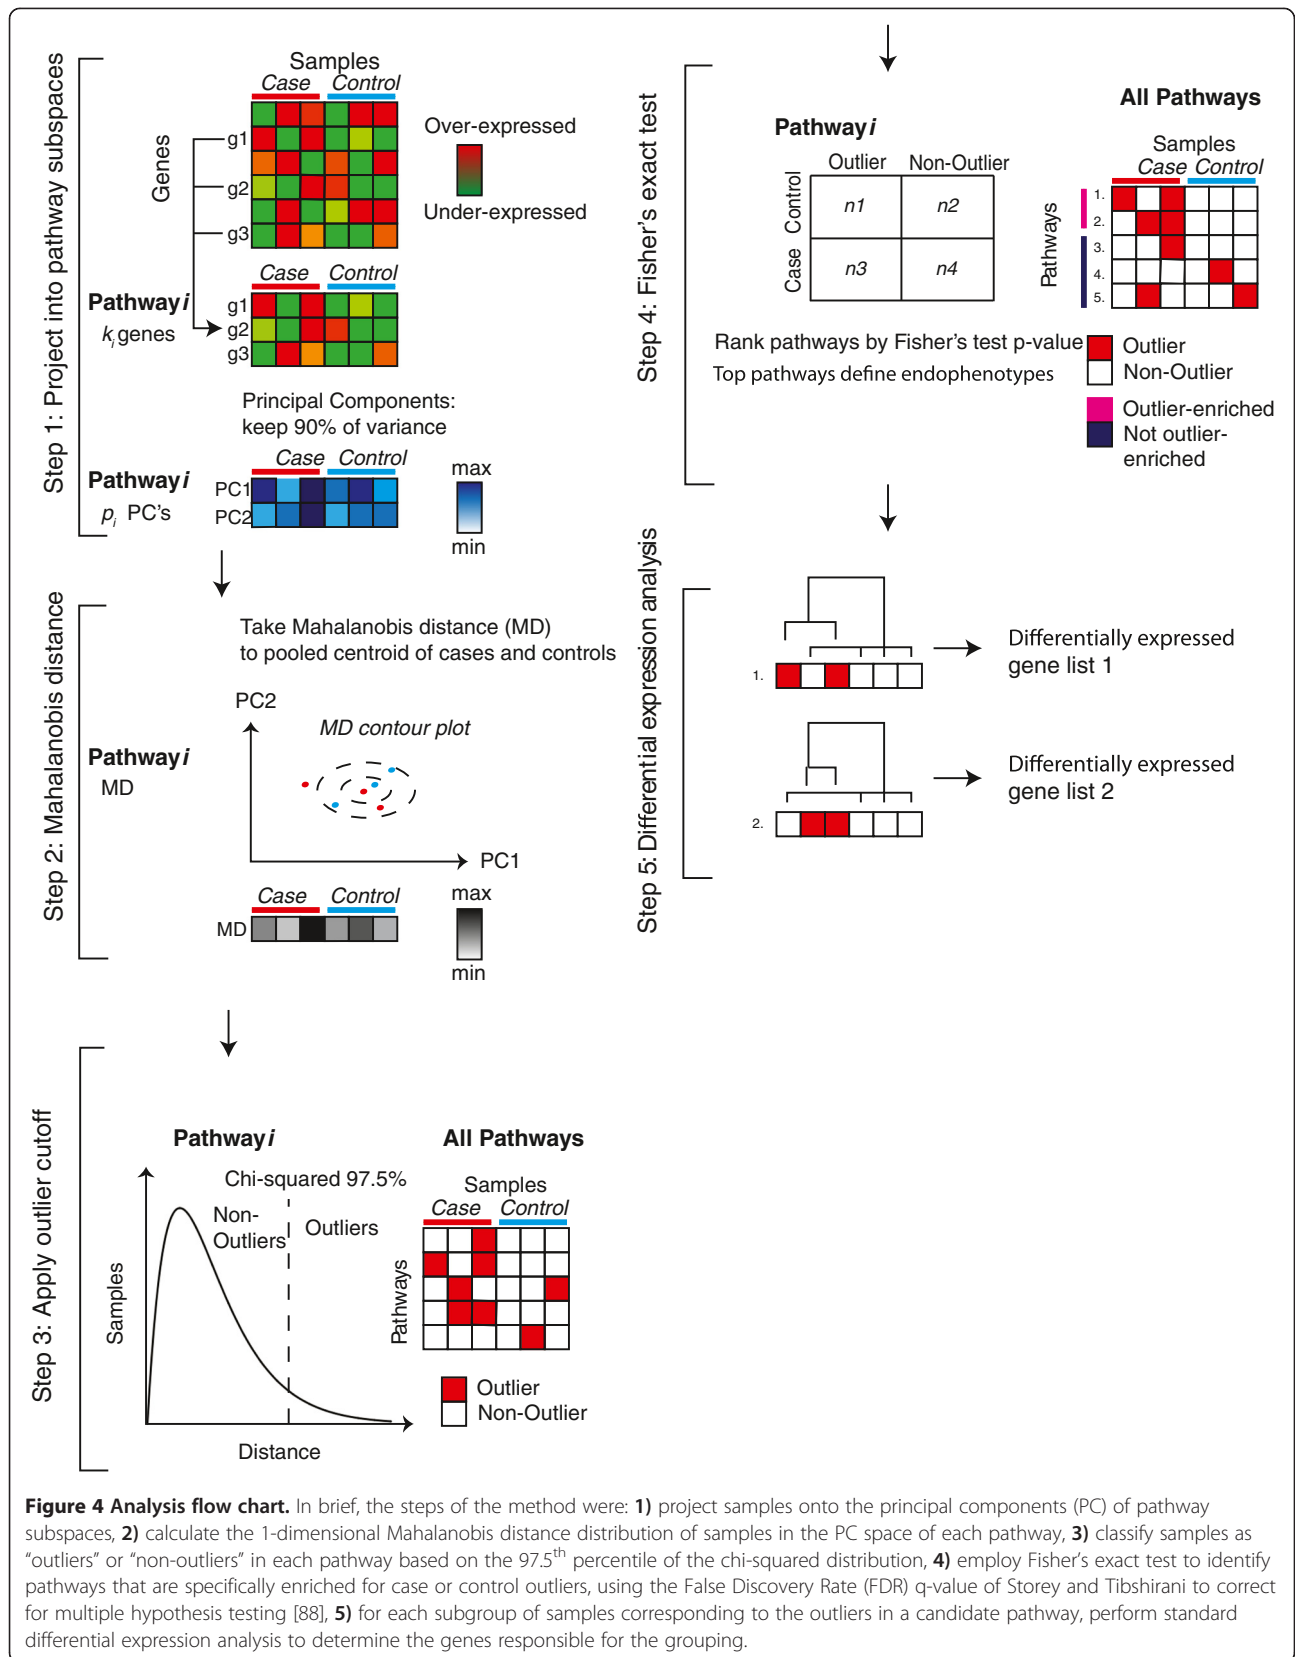 Step 1: Project into pathway subspaces
Samples
Case Control
Genes
g1
g2
g3
Over-expressed
Under-expressed
Case Control
Pathway i
ki genes
g1
g2
g3
Principal Components:
keep 90% of variance
Case Control
Pathway i
pi PC's
PC1
PC2
max
min
Step 2: Mahalanobis distance
Take Mahalanobis distance (MD)
to pooled centroid of cases and controls
PC2
MD contour plot
Pathway i
MD
PC1
Case Control
MD
max
min
Step 3: Apply outlier cutoff
Pathway i
Chi-squared 97.5%
Non-
Outliers
Outliers
Samples
Distance
All Pathways
Samples
Case Control
Pathways
Outlier
Non-Outlier
Step 4: Fisher's exact test
Pathway i
Outlier Non-Outlier
Control
n1 n2
Case
n3 n4
All Pathways
Samples
Case Control
Pathways
1.
2.
3.
4.
5.
Rank pathways by Fisher's test p-value
Top pathways define endophenotypes
Outlier
Non-Outlier
Outlier-enriched
Not outlier-
enriched
Step 5: Differential expression analysis
1.
Differentially expressed
gene list 1
2.
Differentially expressed
gene list 2
Figure 4 Analysis flow chart. In brief, the steps of the method were: 1) project samples onto the principal components (PC) of pathway
subspaces, 2) calculate the 1-dimensional Mahalanobis distance distribution of samples in the PC space of each pathway, 3) classify samples as
"outliers" or "non-outliers" in each pathway based on the 97.5th percentile of the chi-squared distribution, 4) employ Fisher's exact test to identify
pathways that are specifically enriched for case or control outliers, using the False Discovery Rate (FDR) q-value of Storey and Tibshirani to correct
for multiple hypothesis testing [88], 5) for each subgroup of samples corresponding to the outliers in a candidate pathway, perform standard
differential expression analysis to determine the genes responsible for the grouping.